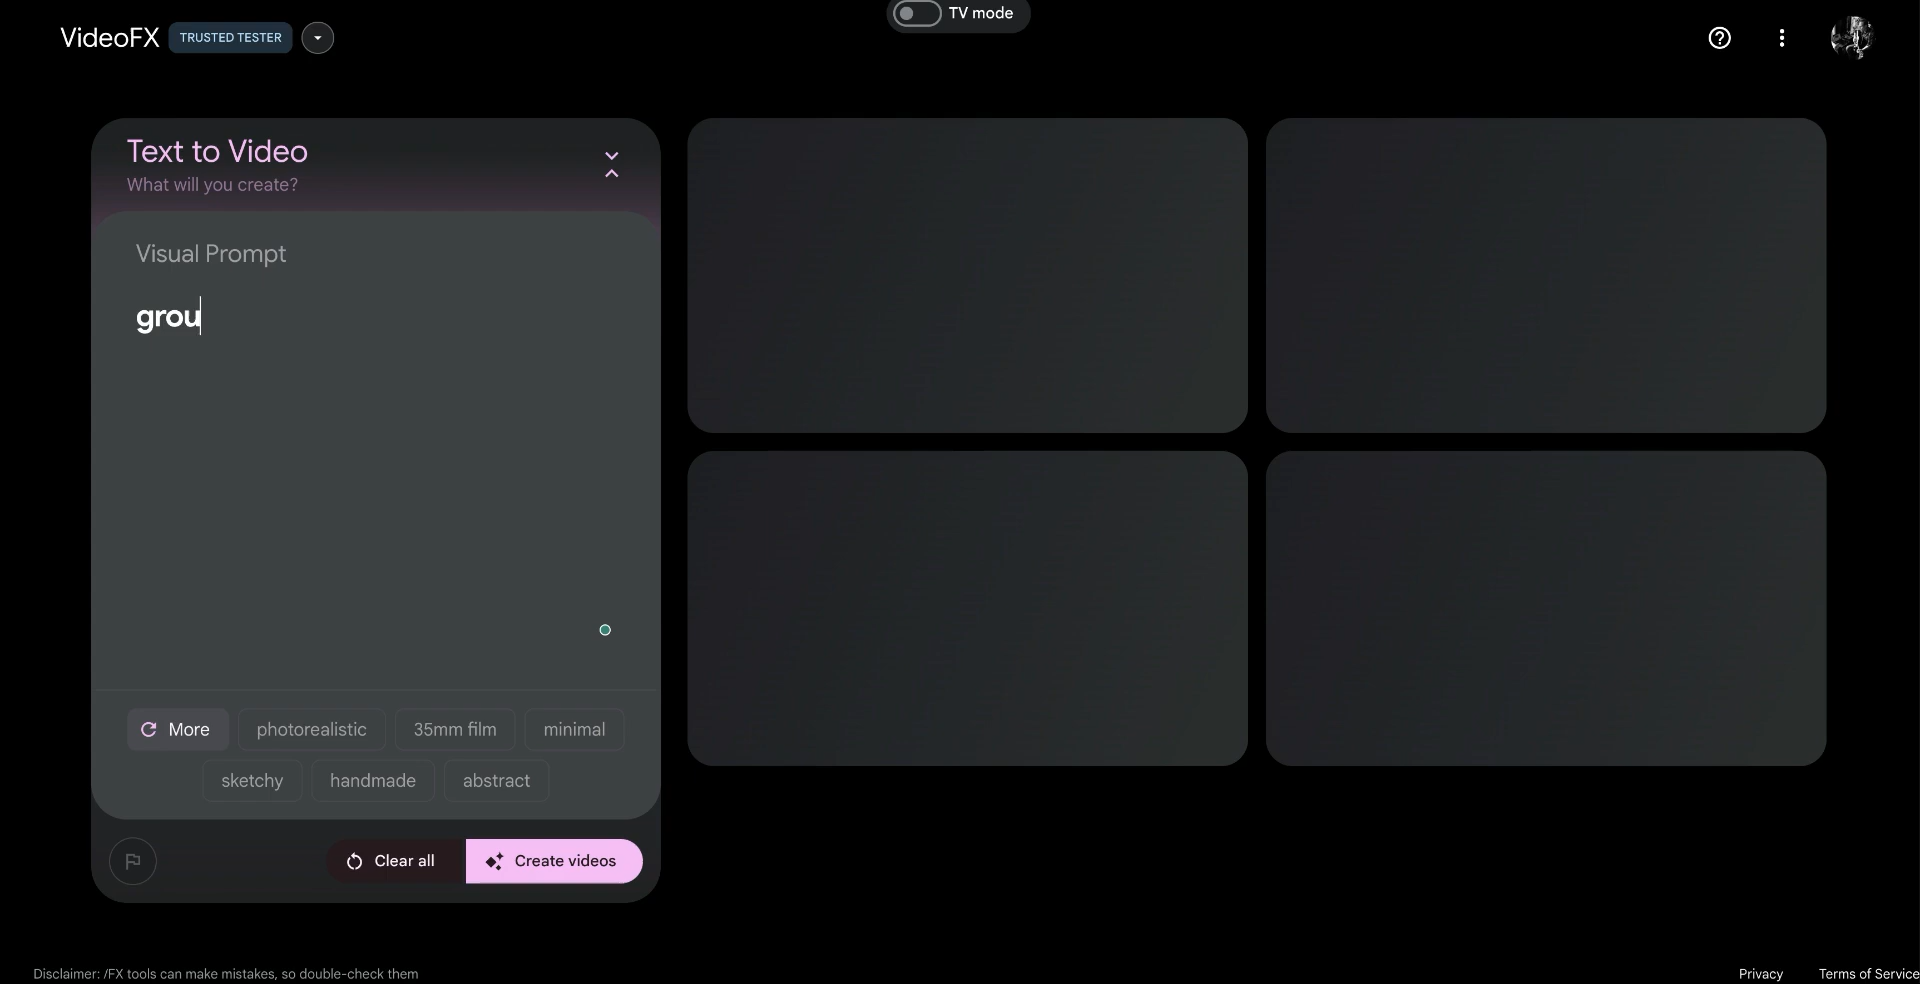 VideoFX TRUSTED TESTER
TV mode
Text to Video
What will you create?
Visual Prompt
grou
More photorealistic 35mm film minimal
sketchy handmade abstract
Clear all Create videos
Disclaimer: /FX tools can make mistakes, so double-check them
Privacy Terms of Service